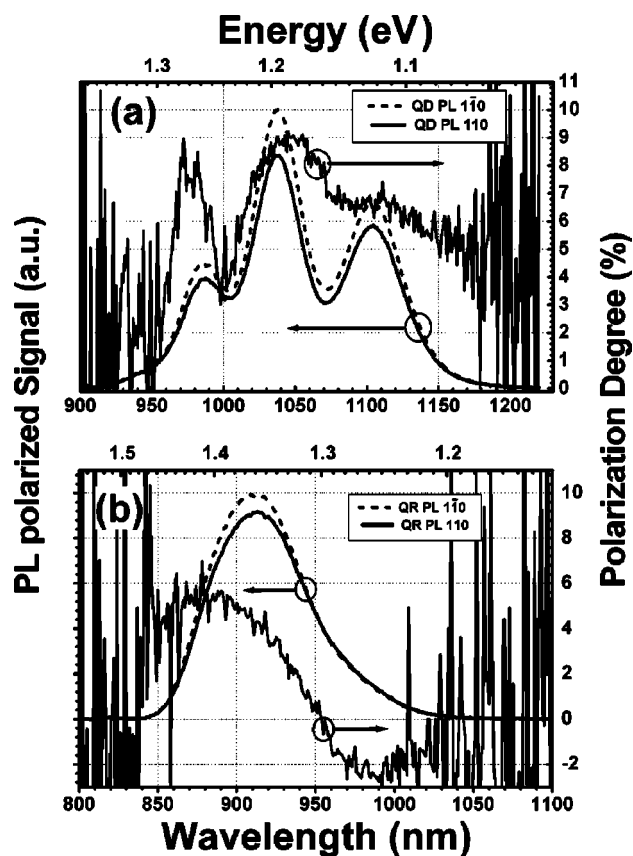 Energy (eV)
1.3 1.2 1.1
(a)
QD PL 11̄0
QD PL 110
11
10
9
8
7
6
5
4
3
2
1
0
900 950 1000 1050 1100 1150 1200
PL polarized Signal (a.u.)
Polarization Degree (%)
1.5 1.4 1.3 1.2
(b)
QR PL 11̄0
QR PL 110
10
8
6
4
2
0
-2
800 850 900 950 1000 1050 1100
Wavelength (nm)